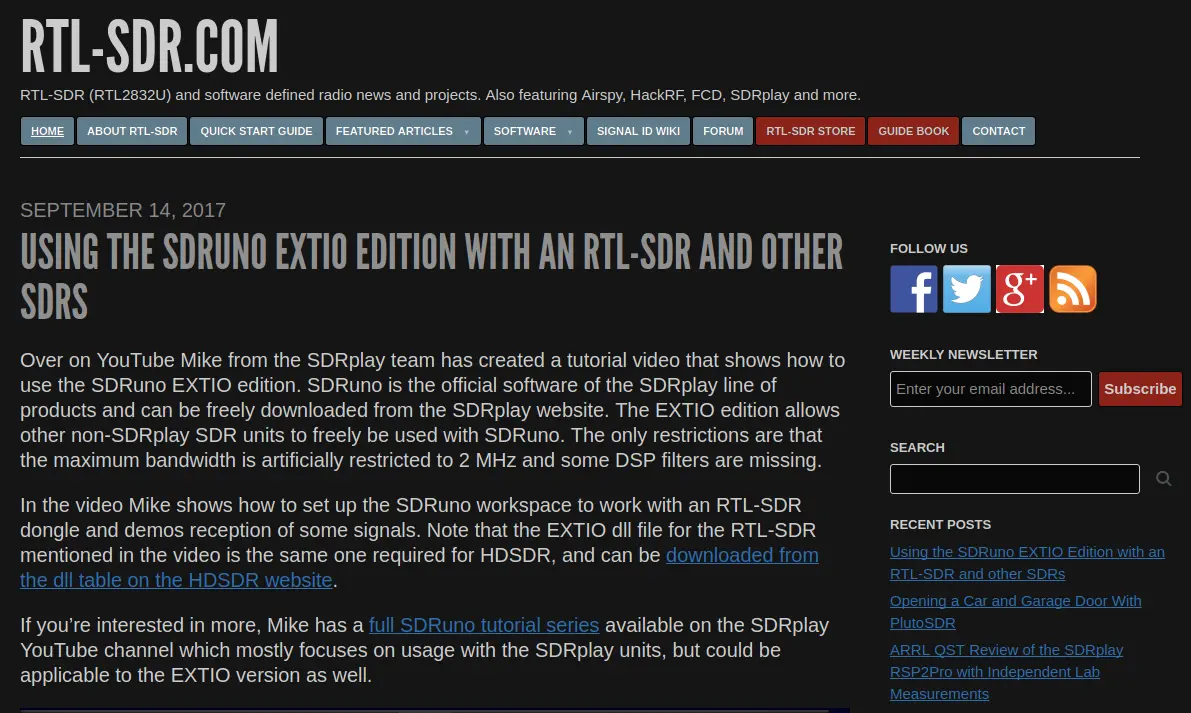 RTL-SDR.COM
RTL-SDR (RTL2832U) and software defined radio news and projects. Also featuring Airspy, HackRF, FCD, SDRplay and more.
HOME ABOUT RTL-SDR QUICK START GUIDE FEATURED ARTICLES SOFTWARE SIGNAL ID WIKI FORUM RTL-SDR STORE GUIDE BOOK CONTACT
SEPTEMBER 14, 2017
USING THE SDRUNO EXTIO EDITION WITH AN RTL-SDR AND OTHER
SDRS
Over on YouTube Mike from the SDRplay team has created a tutorial video that shows how to
use the SDRuno EXTIO edition. SDRuno is the official software of the SDRplay line of
products and can be freely downloaded from the SDRplay website. The EXTIO edition allows
other non-SDRplay SDR units to freely be used with SDRuno. The only restrictions are that
the maximum bandwidth is artificially restricted to 2 MHz and some DSP filters are missing.
In the video Mike shows how to set up the SDRuno workspace to work with an RTL-SDR
dongle and demos reception of some signals. Note that the EXTIO dll file for the RTL-SDR
mentioned in the video is the same one required for HDSDR, and can be downloaded from
the dll table on the HDSDR website.
If you’re interested in more, Mike has a full SDRuno tutorial series available on the SDRplay
YouTube channel which mostly focuses on usage with the SDRplay units, but could be
applicable to the EXTIO version as well.
FOLLOW US
f g+
WEEKLY NEWSLETTER
Enter your email address... Subscribe
SEARCH
RECENT POSTS
Using the SDRuno EXTIO Edition with an
RTL-SDR and other SDRs
Opening a Car and Garage Door With
PlutoSDR
ARRL QST Review of the SDRplay
RSP2Pro with Independent Lab
Measurements